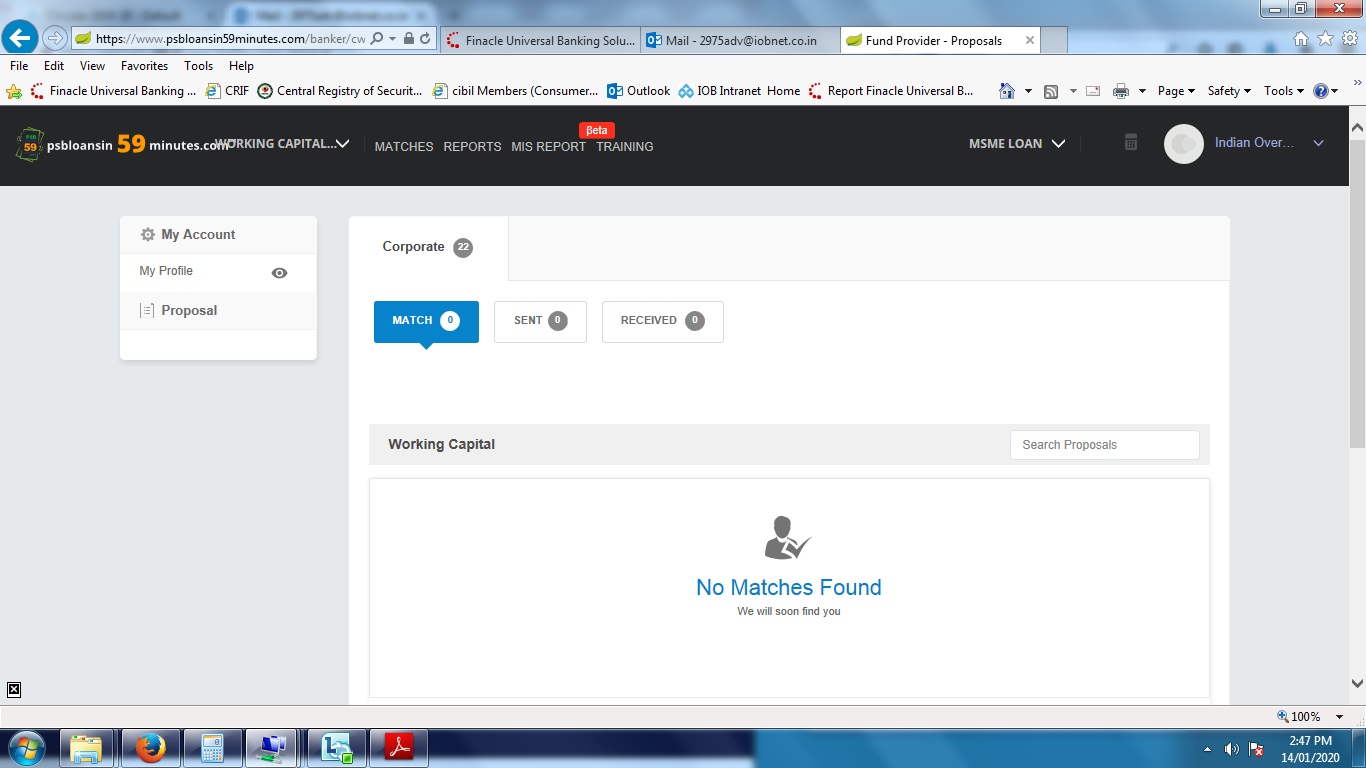 https://www.psbloansin59minutes.com/banker/cw
Finacle Universal Banking Solu...
Mail - 2975adv@iobnet.co.in
Fund Provider - Proposals
File Edit View Favorites Tools Help
Finacle Universal Banking ...
CRIF
Central Registry of Securit...
cibil Members (Consumer...
Outlook
IOB Intranet Home
Report Finacle Universal B...
Page
Safety
Tools
PSB
59
psbloansin 59 minutes.com
WORKING CAPITAL...
MATCHES
REPORTS
MIS REPORT
βeta
TRAINING
MSME LOAN
Indian Over...
My Account
My Profile
Proposal
Corporate 22
MATCH 0
SENT 0
RECEIVED 0
Working Capital
Search Proposals
No Matches Found
We will soon find you
100%
2:47 PM
14/01/2020